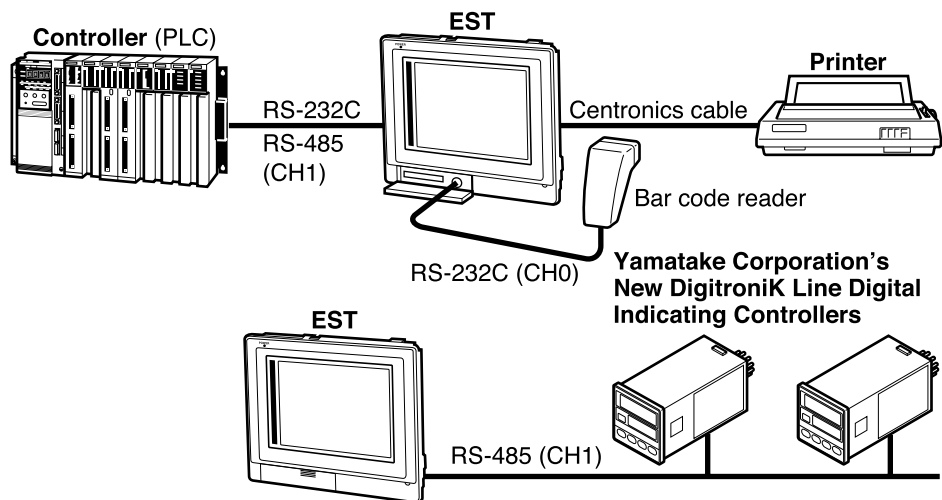 EST
Controller (PLC)
Printer
RS-232C
Centronics cable
RS-485
(CH1)
Bar code reader
RS-232C (CH0)
Yamatake Corporation's
New DigitroniK Line Digital
Indicating Controllers
EST
RS-485 (CH1)